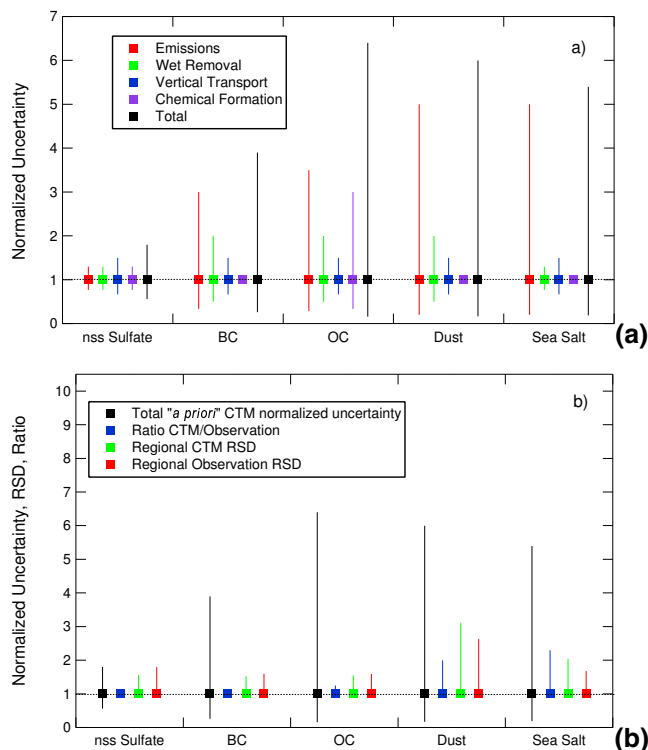 7
6
5
4
3
2
1
0
Normalized Uncertainty
Emissions
Wet Removal
Vertical Transport
Chemical Formation
Total
a)
nss Sulfate BC OC Dust Sea Salt
(a)
10
9
8
7
6
5
4
3
2
1
0
Normalized Uncertainty, RSD, Ratio
Total "a priori" CTM normalized uncertainty
Ratio CTM/Observation
Regional CTM RSD
Regional Observation RSD
b)
nss Sulfate BC OC Dust Sea Salt
(b)